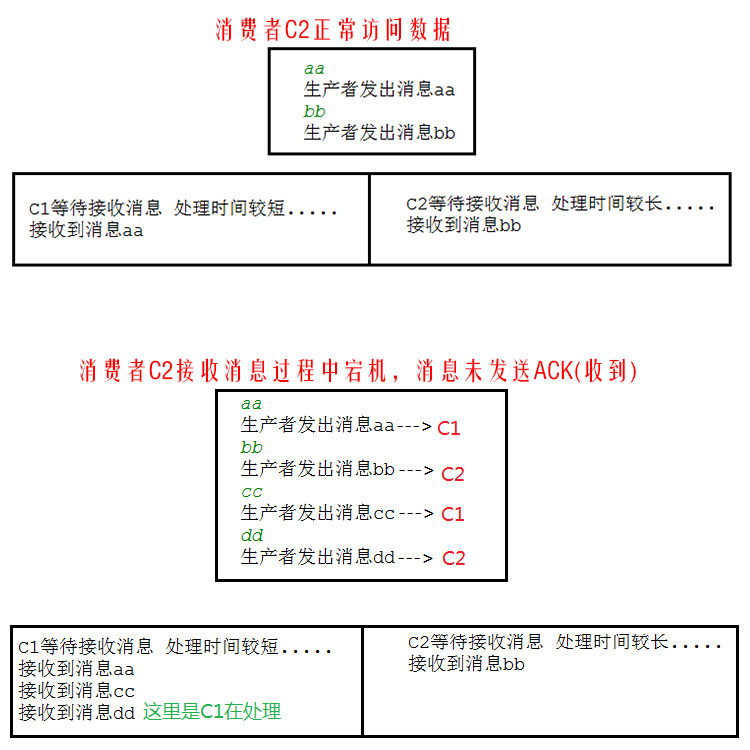 消费者C2正常访问数据
aa
生产者发出消息aa
bb
生产者发出消息bb
C1等待接收消息 处理时间较短.....
接收到消息aa
C2等待接收消息 处理时间较长.....
接收到消息bb
消费者C2接收消息过程中宕机，消息未发送ACK(收到)
aa
生产者发出消息aa---> C1
bb
生产者发出消息bb---> C2
cc
生产者发出消息cc---> C1
dd
生产者发出消息dd---> C2
C1等待接收消息 处理时间较短.....
接收到消息aa
接收到消息cc
接收到消息dd 这里是C1在处理
C2等待接收消息 处理时间较长.....
接收到消息bb